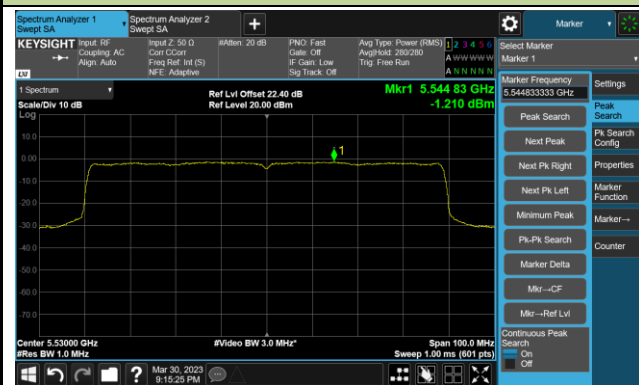 Spectrum Analyzer 1
Swept SA
Spectrum Analyzer 2
Swept SA
+
Marker
KEYSIGHT
Input: RF
Coupling: AC
Align: Auto
Input Z: 50 Ω
Corr CCorr
Freq Ref: Int (S)
NFE: Adaptive
#Atten: 20 dB
PNO: Fast
Gate: Off
IF Gain: Low
Sig Track: Off
Avg Type: Power (RMS)
Avg|Hold: 280/280
Trig: Free Run
1 2 3 4 5 6
A W W W W W
A N N N N N
LXI
Select Marker
Marker 1
1 Spectrum
Scale/Div 10 dB
Log
Ref Lvl Offset 22.40 dB
Ref Level 20.00 dBm
Mkr1 5.544 83 GHz
-1.210 dBm
10.0
0.00
-10.0
-20.0
-30.0
-40.0
-50.0
-60.0
-70.0
1
Center 5.53000 GHz
#Res BW 1.0 MHz
#Video BW 3.0 MHz*
Span 100.0 MHz
Sweep 1.00 ms (601 pts)
Marker Frequency
5.544833333 GHz
Peak Search
Next Peak
Next Pk Right
Next Pk Left
Minimum Peak
Pk-Pk Search
Marker Delta
Mkr→CF
Mkr→Ref Lvl
Continuous Peak
Search
On
Off
Settings
Peak
Search
Pk Search
Config
Properties
Marker
Function
Marker→
Counter
?
Mar 30, 2023
9:15:25 PM